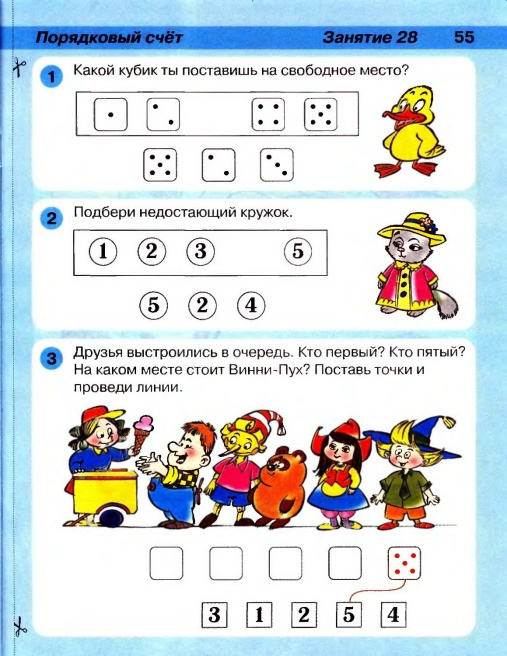 Порядковый счёт Занятие 28 55
1 Какой кубик ты поставишь на свободное место?
2 Подбери недостающий кружок.
1 2 3 5
5 2 4
3 Друзья выстроились в очередь. Кто первый? Кто пятый?
На каком месте стоит Винни-Пух? Поставь точки и
проведи линии.
3 1 2 5 4